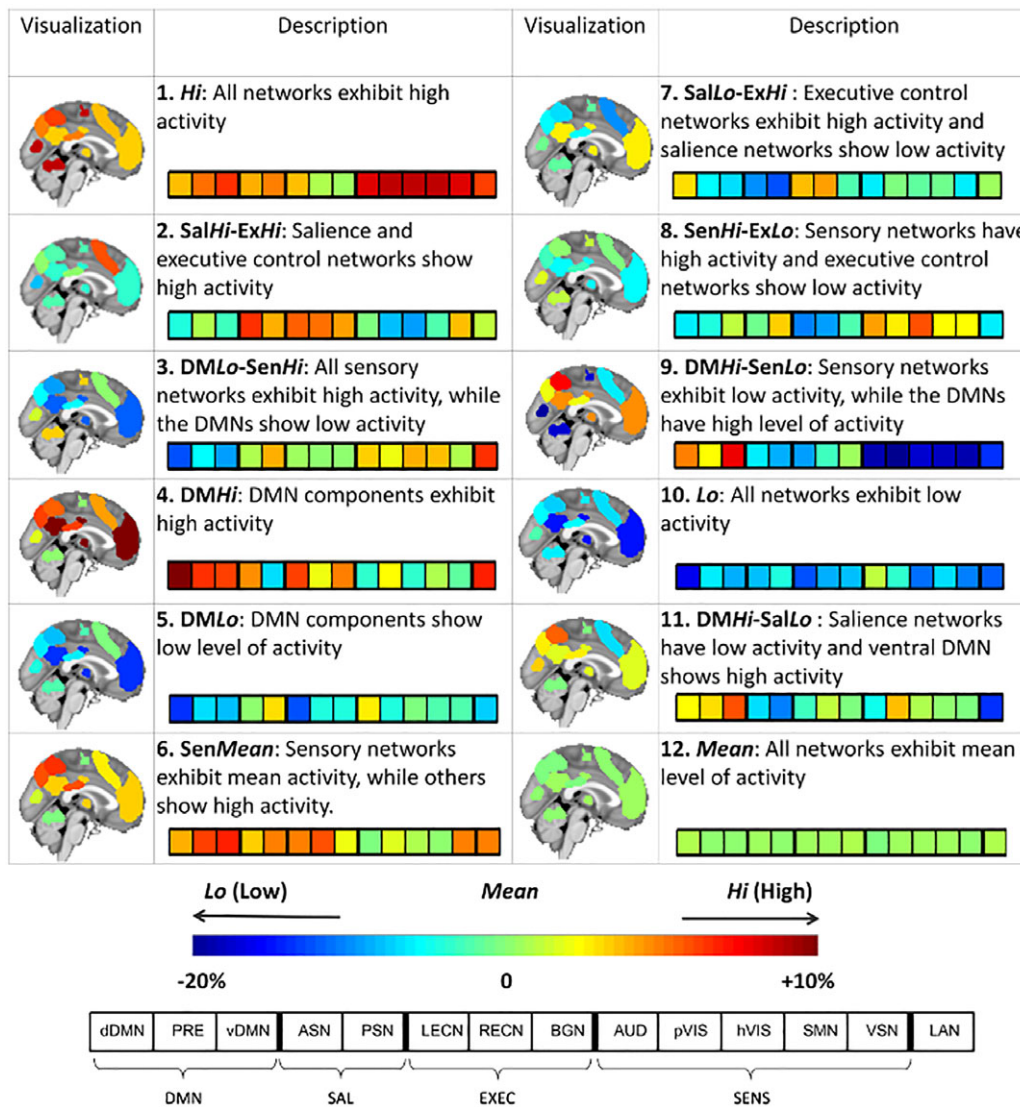 Visualization Description Visualization Description
1. Hi: All networks exhibit high
activity
7. SalLo-ExHi : Executive control
networks exhibit high activity and
salience networks show low activity
2. SalHi-ExHi: Salience and
executive control networks show
high activity
8. SenHi-ExLo: Sensory networks have
high activity and executive control
networks show low activity
3. DMLo-SenHi: All sensory
networks exhibit high activity, while
the DMNs show low activity
9. DMHi-SenLo: Sensory networks
exhibit low activity, while the DMNs
have high level of activity
4. DMHi: DMN components exhibit
high activity
10. Lo: All networks exhibit low
activity
5. DMLo: DMN components show
low level of activity
11. DMHi-SalLo : Salience networks
have low activity and ventral DMN
shows high activity
6. SenMean: Sensory networks
exhibit mean activity, while others
show high activity.
12. Mean: All networks exhibit mean
level of activity
Lo (Low) Mean Hi (High)
-20% 0 +10%
dDMN PRE vDMN ASN PSN LECN RECN BGN AUD pVIS hVIS SMN VSN LAN
DMN SAL EXEC SENS